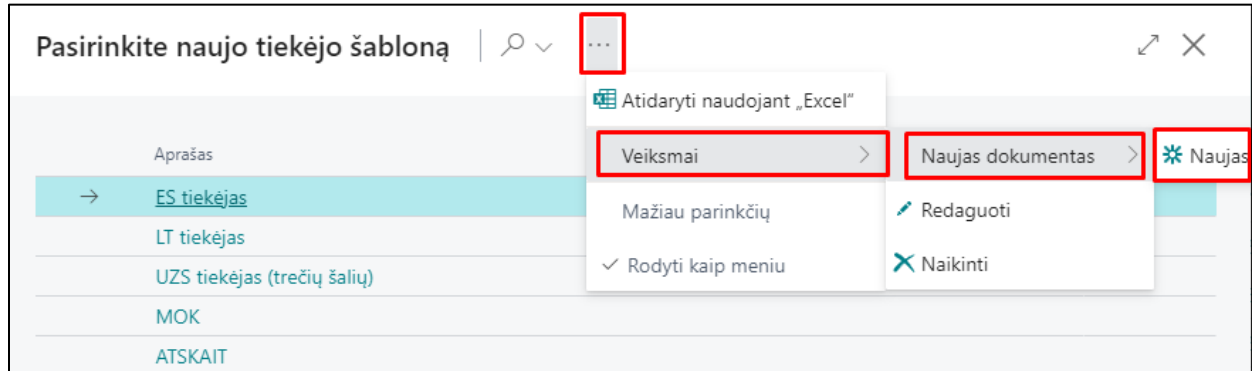 Pasirinkite naujo tiekėjo šabloną
Atidaryti naudojant „Excel“
Aprašas
Veiksmai
Naujas dokumentas
Naujas
ES tiekėjas
Mažiau parinkčių
Redaguoti
LT tiekėjas
Rodyti kaip meniu
Naikinti
UZS tiekėjas (trečių šalių)
MOK
ATSKAIT